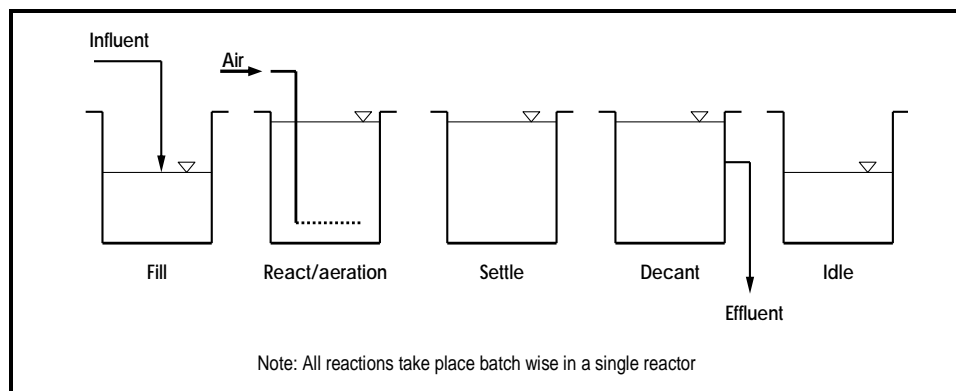 Influent
Air
Fill
React/aeration
Settle
Decant
Idle
Effluent
Note: All reactions take place batch wise in a single reactor